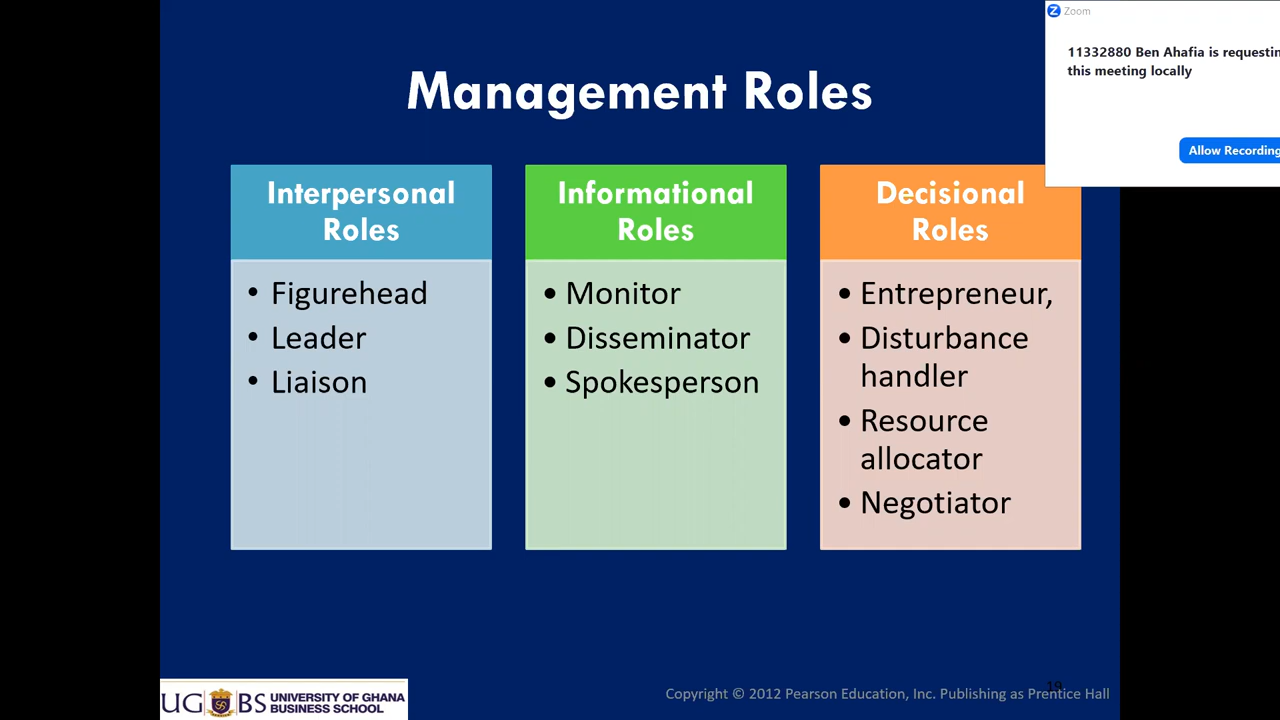 Zoom
11332880 Ben Ahafia is requestin
this meeting locally
Allow Recording
Management Roles
Interpersonal
Roles
• Figurehead
• Leader
• Liaison
Informational
Roles
• Monitor
• Disseminator
• Spokesperson
Decisional
Roles
• Entrepreneur,
• Disturbance
handler
• Resource
allocator
• Negotiator
UGBS UNIVERSITY OF GHANA
BUSINESS SCHOOL
19
Copyright © 2012 Pearson Education, Inc. Publishing as Prentice Hall